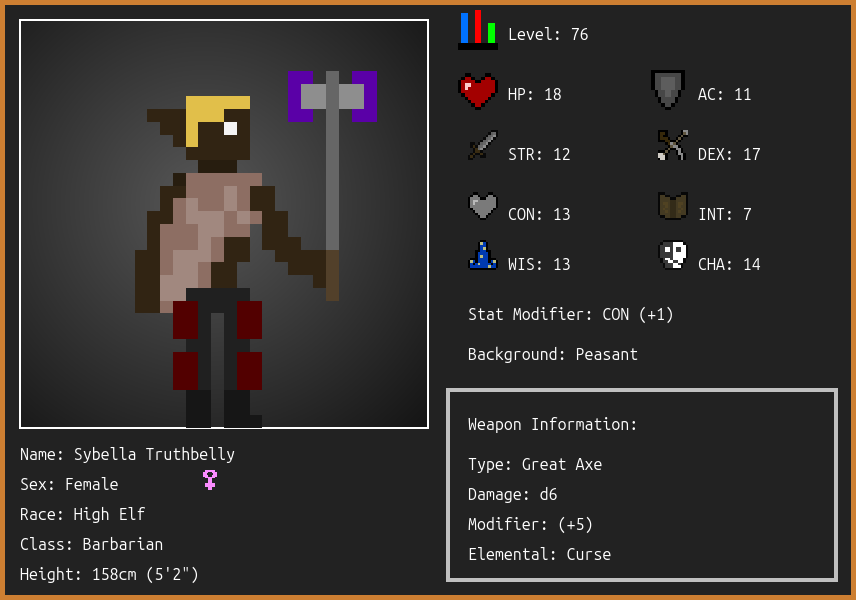 Level: 76
HP: 18
AC: 11
STR: 12
DEX: 17
CON: 13
INT: 7
WIS: 13
CHA: 14
Stat Modifier: CON (+1)
Background: Peasant
Weapon Information:
Type: Great Axe
Damage: d6
Modifier: (+5)
Elemental: Curse
Name: Sybella Truthbelly
Sex: Female
Race: High Elf
Class: Barbarian
Height: 158cm (5'2")